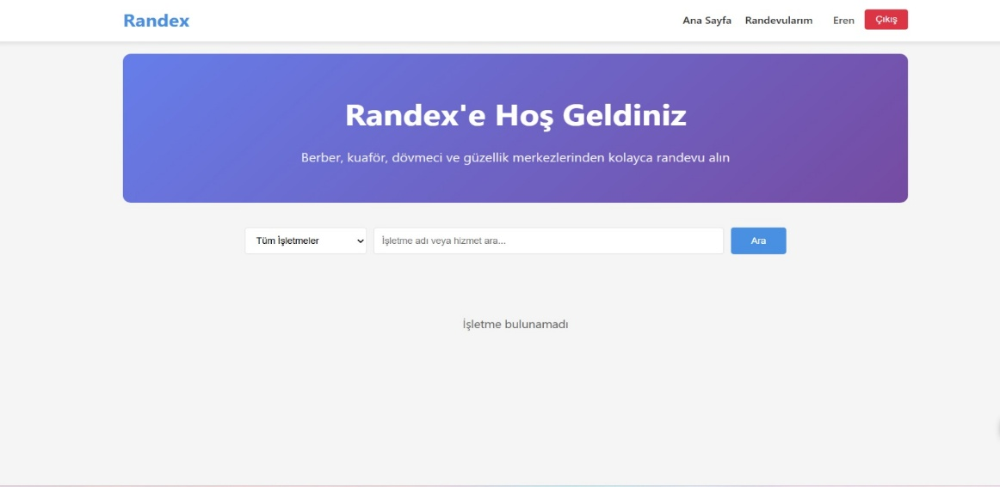 Randex
Ana Sayfa Randevularım Eren Çıkış
Randex'e Hoş Geldiniz
Berber, kuaför, dövmeci ve güzellik merkezlerinden kolayca randevu alın
Tüm İşletmeler İşletme adı veya hizmet ara... Ara
İşletme bulunamadı